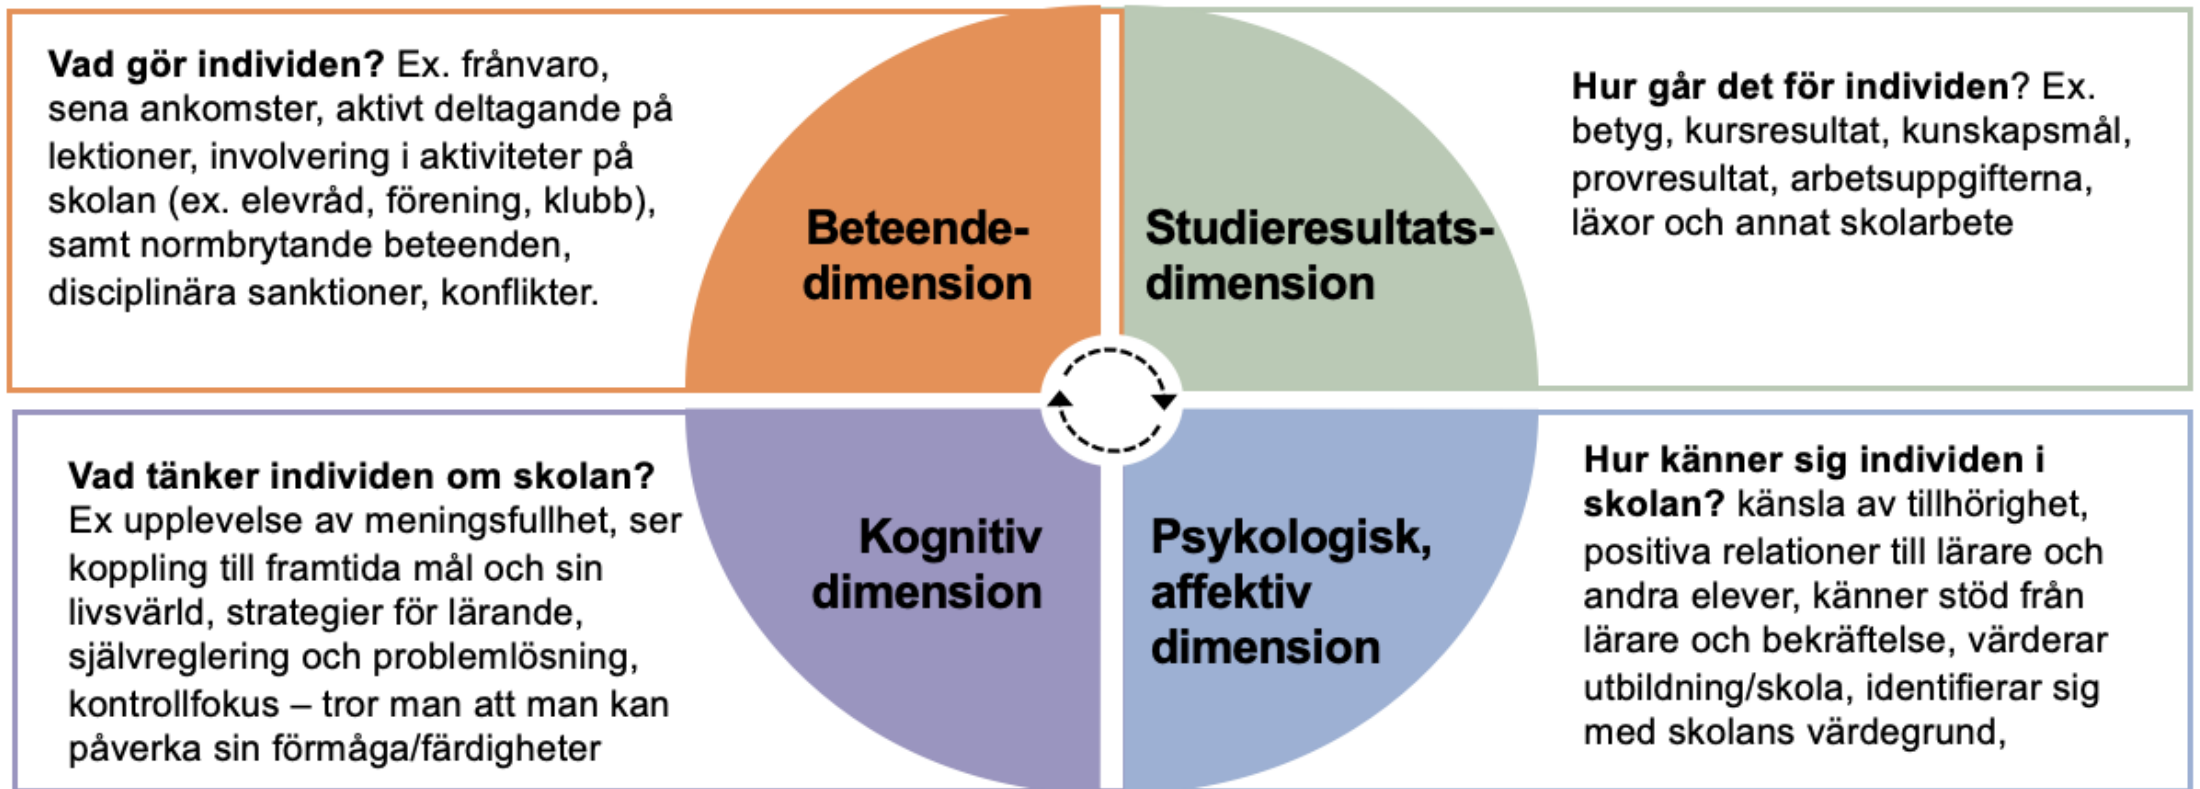 Vad gör individen? Ex. frånvaro,
sena ankomster, aktivt deltagande på
lektioner, involvering i aktiviteter på
skolan (ex. elevråd, förening, klubb),
samt normbrytande beteenden,
disciplinära sanktioner, konflikter.
Beteende-
dimension
Studieresultats-
dimension
Hur går det för individen? Ex.
betyg, kursresultat, kunskapsmål,
provresultat, arbetsuppgifterna,
läxor och annat skolarbete
Vad tänker individen om skolan?
Ex upplevelse av meningsfullhet, ser
koppling till framtida mål och sin
livsvärld, strategier för lärande,
självreglering och problemlösning,
kontrollfokus – tror man att man kan
påverka sin förmåga/färdigheter
Kognitiv
dimension
Psykologisk,
affektiv
dimension
Hur känner sig individen i
skolan? känsla av tillhörighet,
positiva relationer till lärare och
andra elever, känner stöd från
lärare och bekräftelse, värderar
utbildning/skola, identifierar sig
med skolans värdegrund,